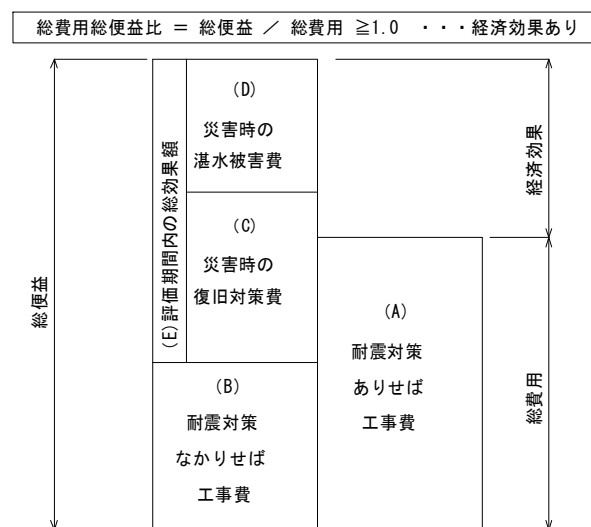 総費用総便益比 ＝ 総便益 ／ 総費用 ≧1.0 ・・・経済効果あり
(D)
災害時の
湛水被害費
(E)評価期間内の総効果額
(C)
災害時の
復旧対策費
総便益
(B)
耐震対策
なかりせば
工事費
(A)
耐震対策
ありせば
工事費
経済効果
総費用